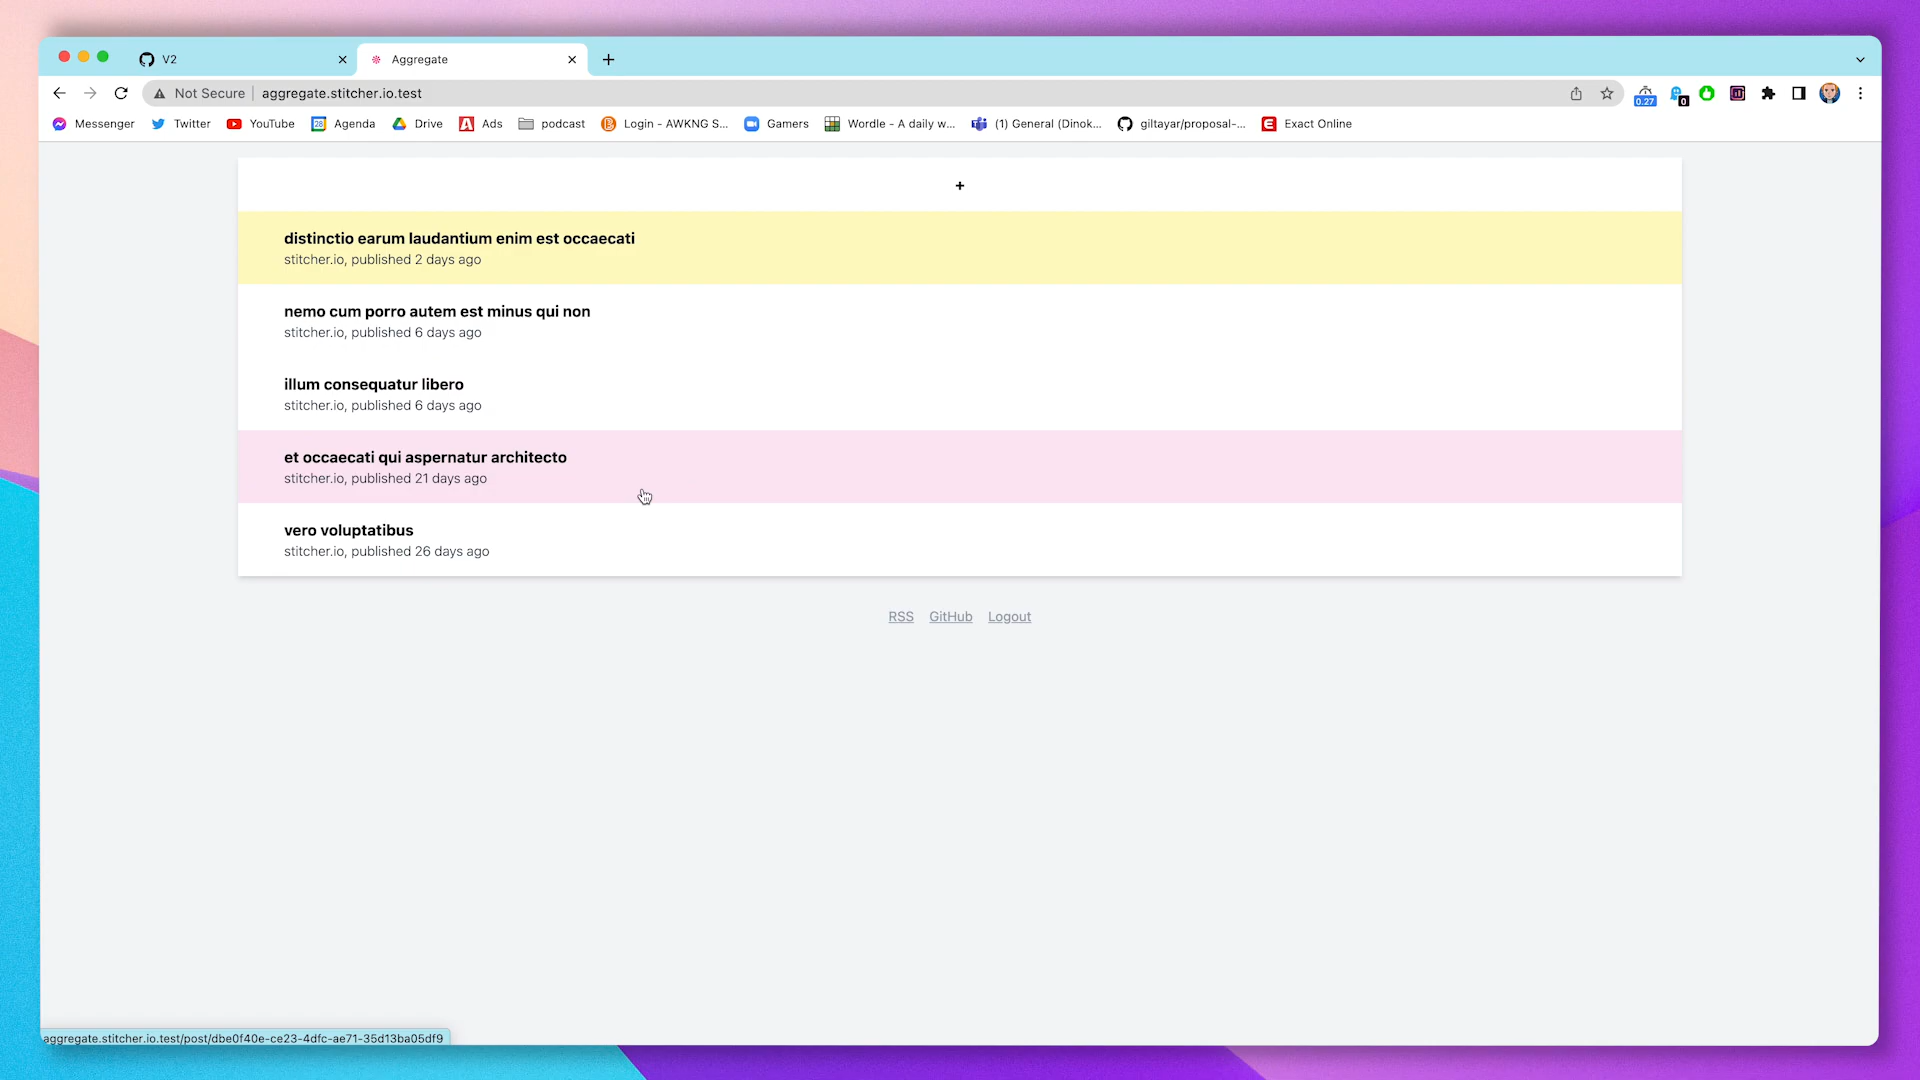 V2
Aggregate
Not Secure
aggregate.stitcher.io.test
0.27
0
Messenger
Twitter
YouTube
28
Agenda
Drive
Ads
podcast
Login - AWKNG S...
Gamers
Wordle - A daily w...
(1) General (Dinok...
giltayar/proposal-...
Exact Online
+
distinctio earum laudantium enim est occaecati
stitcher.io, published 2 days ago
nemo cum porro autem est minus qui non
stitcher.io, published 6 days ago
illum consequatur libero
stitcher.io, published 6 days ago
et occaecati qui aspernatur architecto
stitcher.io, published 21 days ago
vero voluptatibus
stitcher.io, published 26 days ago
RSS GitHub Logout
aggregate.stitcher.io.test/post/dbe0f40e-ce23-4dfc-ae71-35d13ba05df9